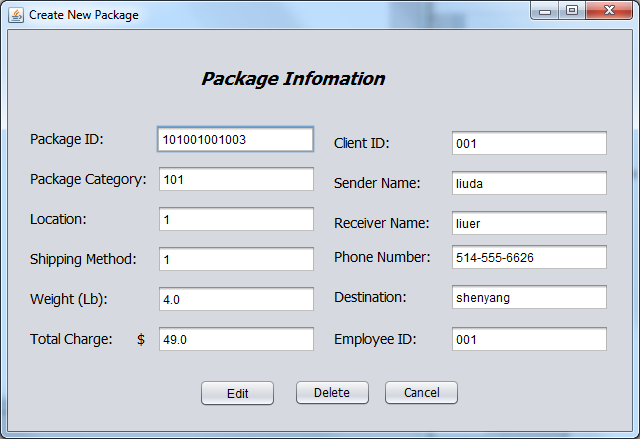 Create New Package
Package Infomation
Package ID: 101001001003
Client ID: 001
Package Category: 101
Sender Name: liuda
Location: 1
Receiver Name: liuer
Shipping Method: 1
Phone Number: 514-555-6626
Weight (Lb): 4.0
Destination: shenyang
Total Charge: $ 49.0
Employee ID: 001
Edit Delete Cancel